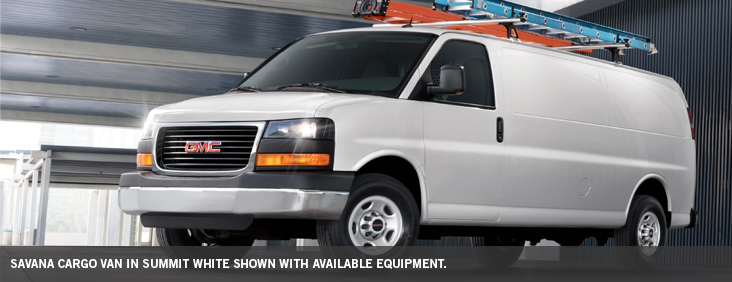 GMC
SAVANA CARGO VAN IN SUMMIT WHITE SHOWN WITH AVAILABLE EQUIPMENT.